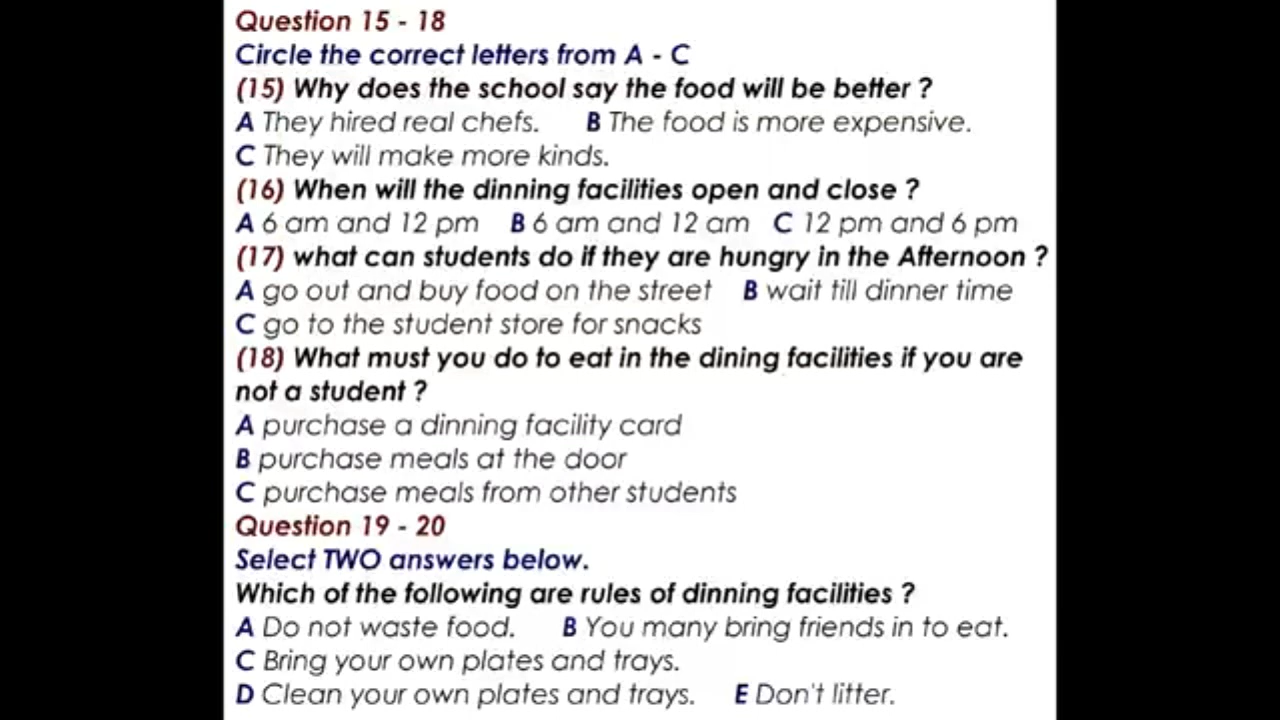 Question 15 - 18
Circle the correct letters from A - C
(15) Why does the school say the food will be better ?
A They hired real chefs. B The food is more expensive.
C They will make more kinds.
(16) When will the dinning facilities open and close ?
A 6 am and 12 pm B 6 am and 12 am C 12 pm and 6 pm
(17) what can students do if they are hungry in the Afternoon ?
A go out and buy food on the street B wait till dinner time
C go to the student store for snacks
(18) What must you do to eat in the dining facilities if you are
not a student ?
A purchase a dinning facility card
B purchase meals at the door
C purchase meals from other students
Question 19 - 20
Select TWO answers below.
Which of the following are rules of dinning facilities ?
A Do not waste food. B You many bring friends in to eat.
C Bring your own plates and trays.
D Clean your own plates and trays. E Don't litter.